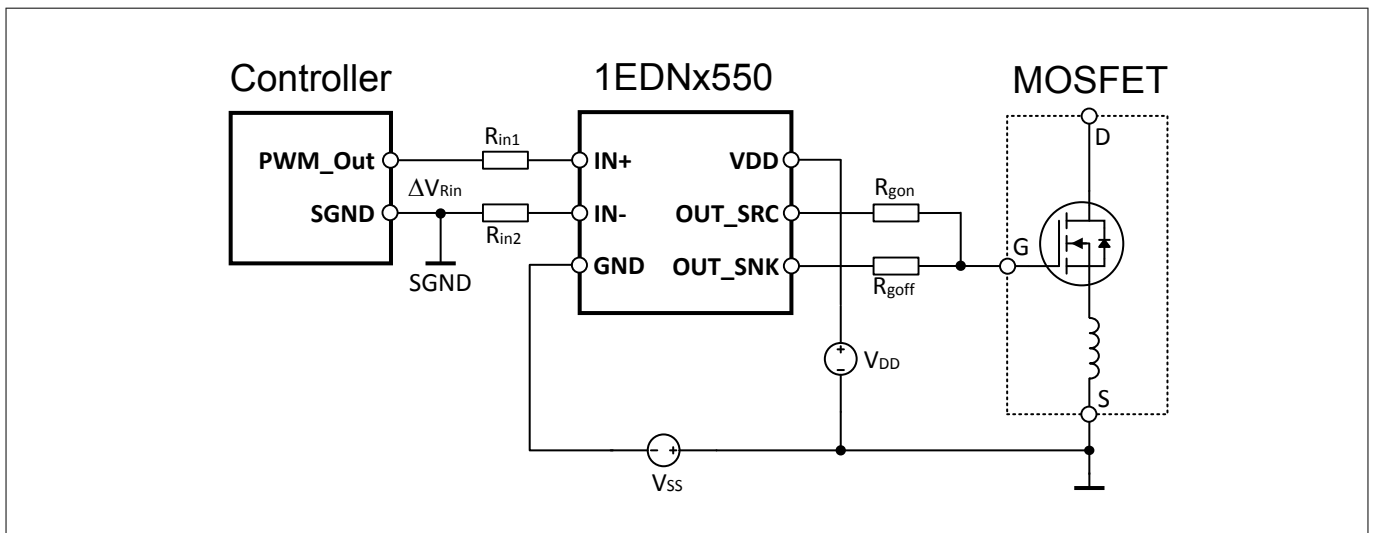 Controller
1EDNx550
MOSFET
PWM_Out
SGND
ΔVRin
SGND
Rin1
Rin2
IN+
IN-
GND
VDD
OUT_SRC
OUT_SNK
Rgon
Rgoff
VDD
VSS
D
G
S